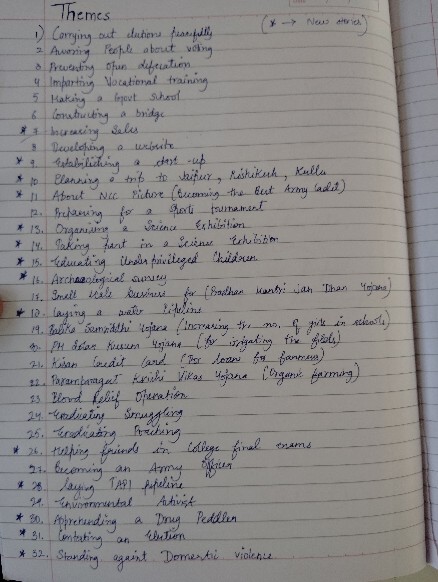 Themes
(* → New stories)
1) Carrying out elections peacefully
2 Awaring People about voting
3 Preventing Open defecation
4 Imparting Vocational training
5 Making a Govt School
6 Constructing a bridge
* 7. Increasing Sales
8 Developing a website
* 9. Establishing a start-up
* 10. Planning a trip to Jaipur, Rishikesh, Kullu
* 11 About NCC Picture (Becoming the Best Army Cadet)
12. Preparing for a Sports tournament
* 13. Organising a Science Exhibition
* 14. Taking part in a Science Exhibition
* 15. Educating Underprivileged Children
* 16. Archaeological survey
17. Small Scale Business for (Pradhan Mantri Jan Dhan Yojana)
* 18. Laying a water Pipeline
19. Balika Samriddhi Yojana (Increasing the no. of girls in schools)
20. PM Kusum Yojana (for irrigating the fields)
21. Kisan Credit Card (For loans for farmers)
22. Paramparagat Krishi Vikas Yojana (Organic farming)
23. Flood Relief Operation
24. Eradicating Smuggling
25. Eradicating Poaching
* 26. Helping friends in College final exams
27. Becoming an Army Officer
* 28. laying TAPI pipeline
29. Environmental Activist
* 30. Apprehending a Drug Peddler
* 31. Contesting an Election
* 32. Standing against Domestic violence